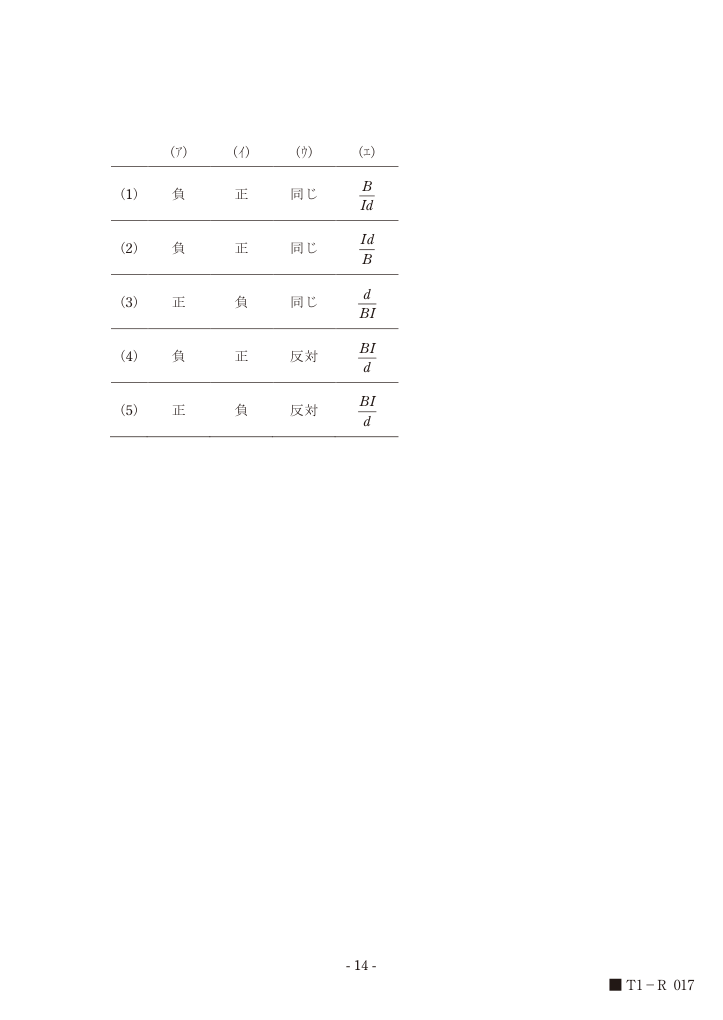 (ア) (イ) (ウ) (エ)
(1) 負 正 同じ B/Id
(2) 負 正 同じ Id/B
(3) 正 負 同じ d/BI
(4) 負 正 反対 BI/d
(5) 正 負 反対 BI/d
- 14 -
■ T1－R 017